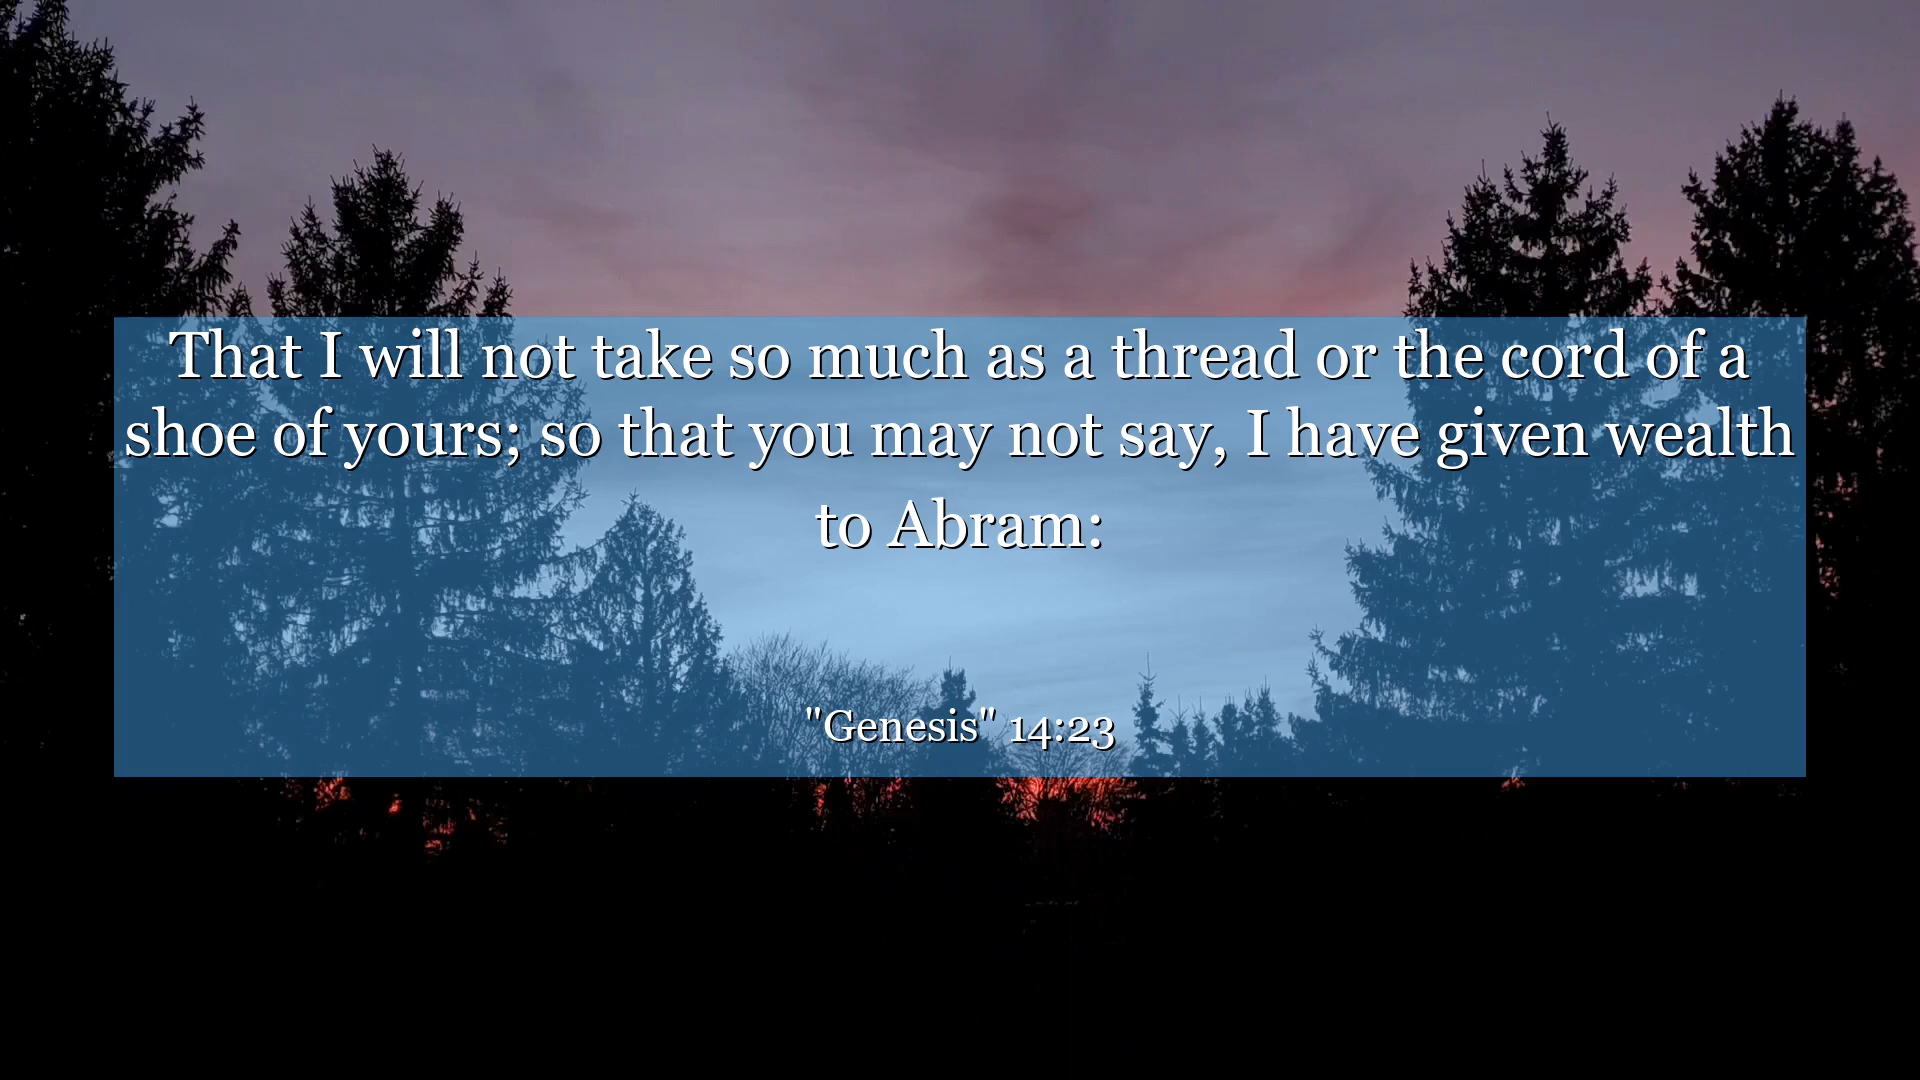 That I will not take so much as a thread or the cord of a
shoe of yours; so that you may not say, I have given wealth
to Abram:
"Genesis" 14:23